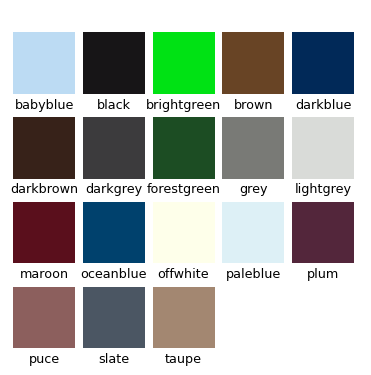 babyblue black brightgreen brown darkblue
darkbrown darkgrey forestgreen grey lightgrey
maroon oceanblue offwhite paleblue plum
puce slate taupe